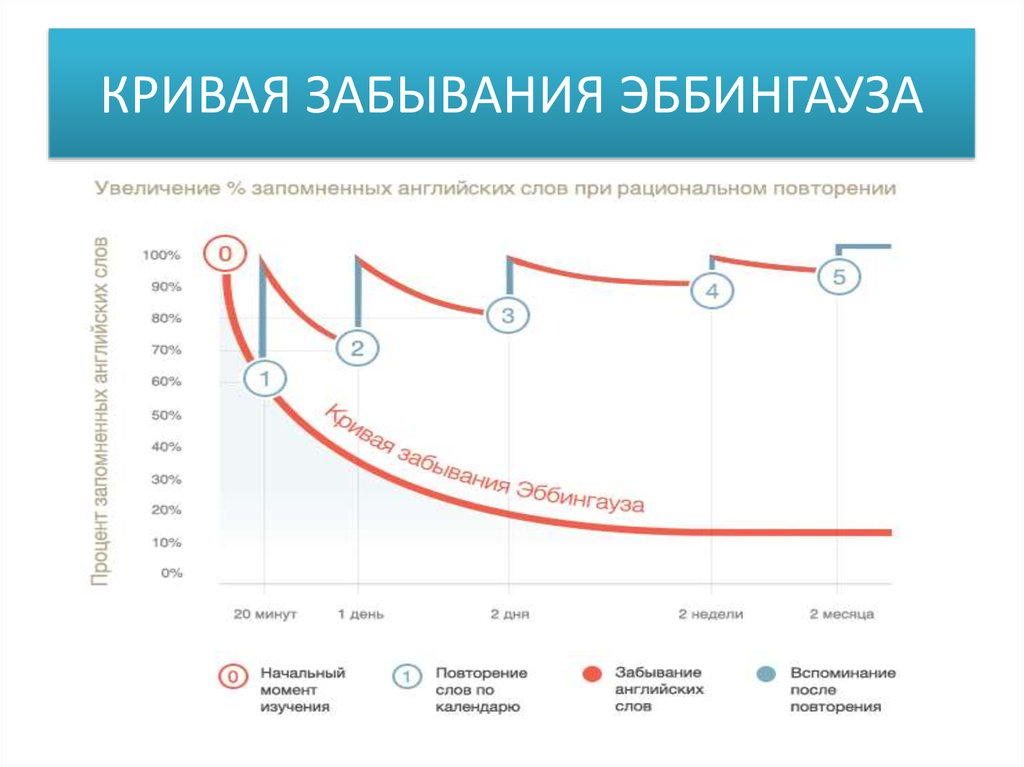 КРИВАЯ ЗАБЫВАНИЯ ЭББИНГАУЗА
Увеличение % запомненных английских слов при рациональном повторении
Процент запомненных английских слов
100%
90%
80%
70%
60%
50%
40%
30%
20%
10%
0%
0
1
2
3
4
5
Кривая забывания Эббингауза
20 минут
1 день
2 дня
2 недели
2 месяца
0
Начальный
момент
изучения
1
Повторение
слов по
календарю
Забывание
английских
слов
Вспоминание
после
повторения